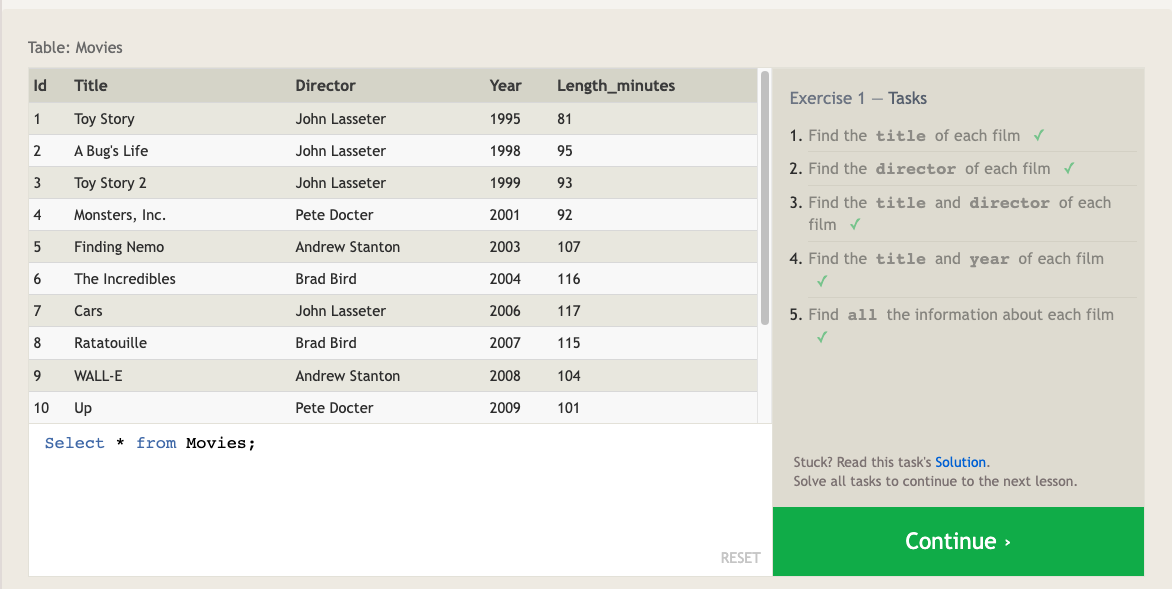 Table: Movies
Id Title Director Year Length_minutes
1 Toy Story John Lasseter 1995 81
2 A Bug's Life John Lasseter 1998 95
3 Toy Story 2 John Lasseter 1999 93
4 Monsters, Inc. Pete Docter 2001 92
5 Finding Nemo Andrew Stanton 2003 107
6 The Incredibles Brad Bird 2004 116
7 Cars John Lasseter 2006 117
8 Ratatouille Brad Bird 2007 115
9 WALL-E Andrew Stanton 2008 104
10 Up Pete Docter 2009 101
Select * from Movies;
RESET
Exercise 1 — Tasks
1. Find the title of each film ✓
2. Find the director of each film ✓
3. Find the title and director of each
film ✓
4. Find the title and year of each film
✓
5. Find all the information about each film
✓
Stuck? Read this task's Solution.
Solve all tasks to continue to the next lesson.
Continue ›